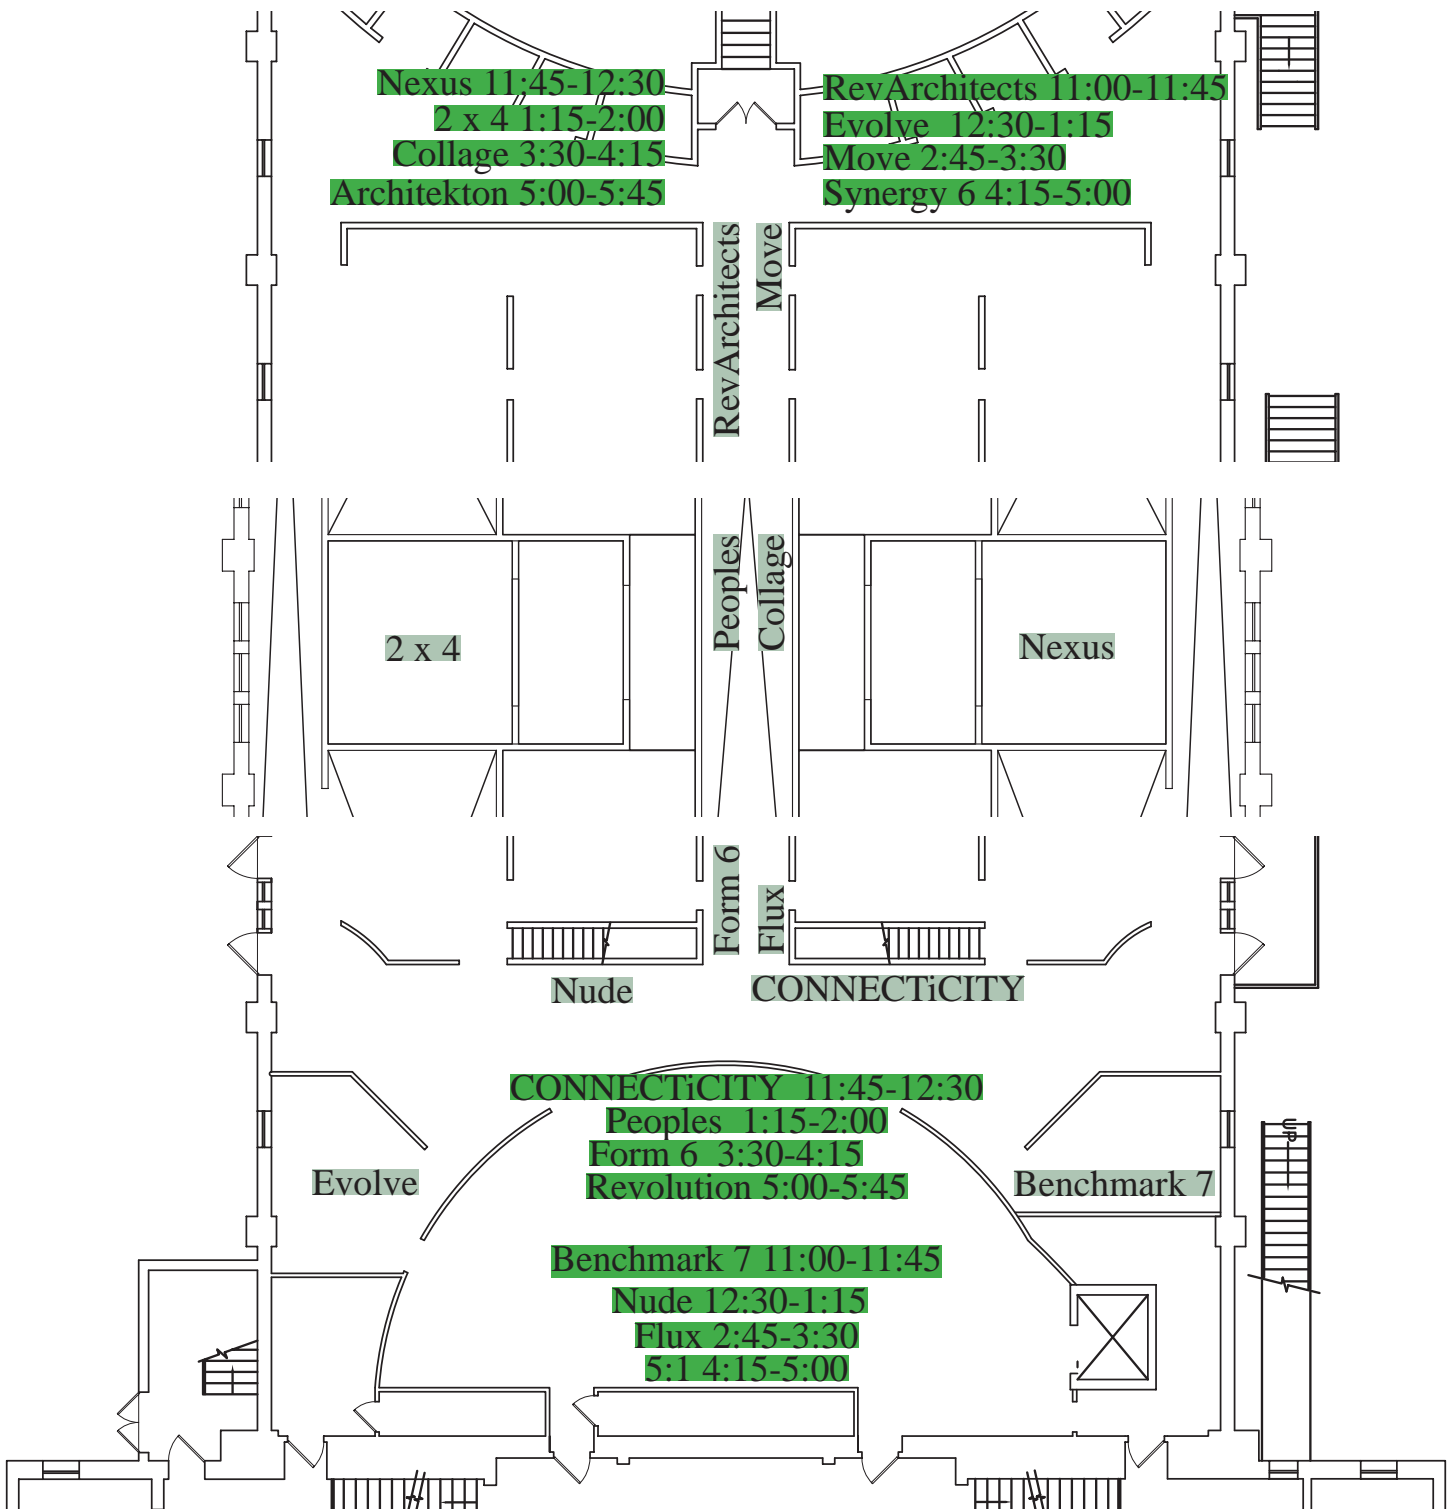 Nexus 11:45-12:30
2 x 4 1:15-2:00
Collage 3:30-4:15
Architekton 5:00-5:45
RevArchitects 11:00-11:45
Evolve 12:30-1:15
Move 2:45-3:30
Synergy 6 4:15-5:00
RevArchitects
Move
Peoples
Collage
2 x 4
Nexus
Form 6
Flux
Nude
CONNECTiCITY
CONNECTiCITY 11:45-12:30
Peoples 1:15-2:00
Form 6 3:30-4:15
Revolution 5:00-5:45
Evolve
Benchmark 7
UP
Benchmark 7 11:00-11:45
Nude 12:30-1:15
Flux 2:45-3:30
5:1 4:15-5:00